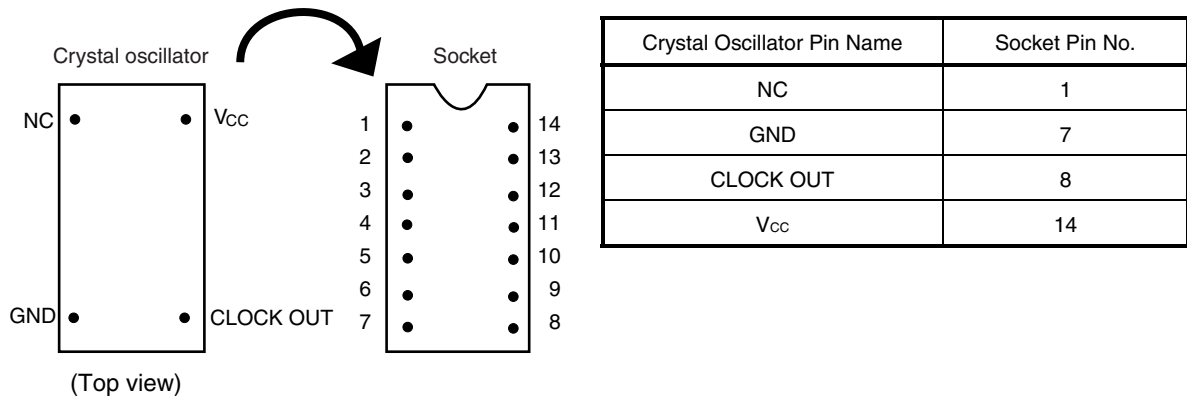 Crystal oscillator
NC
VCC
GND
CLOCK OUT
(Top view)
Socket
1 14
2 13
3 12
4 11
5 10
6 9
7 8
Crystal Oscillator Pin Name Socket Pin No.
NC 1
GND 7
CLOCK OUT 8
VCC 14